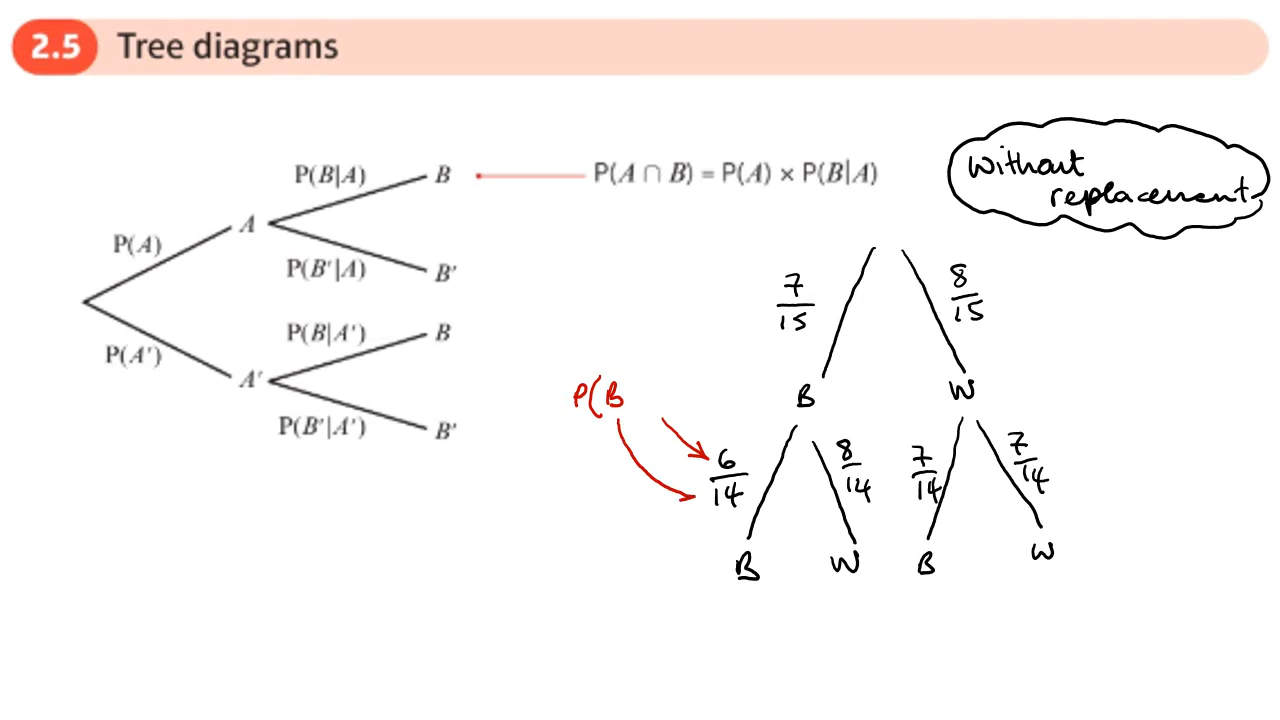 2.5 Tree diagrams
without
replacement
P(B|A) B P(A ∩ B) = P(A) × P(B|A)
P(A) A
P(B'|A) B'
P(B|A') B
P(A') A'
P(B'|A') B'
7/15 8/15
P(B B W
6/14 8/14 7/14 7/14
B W B W